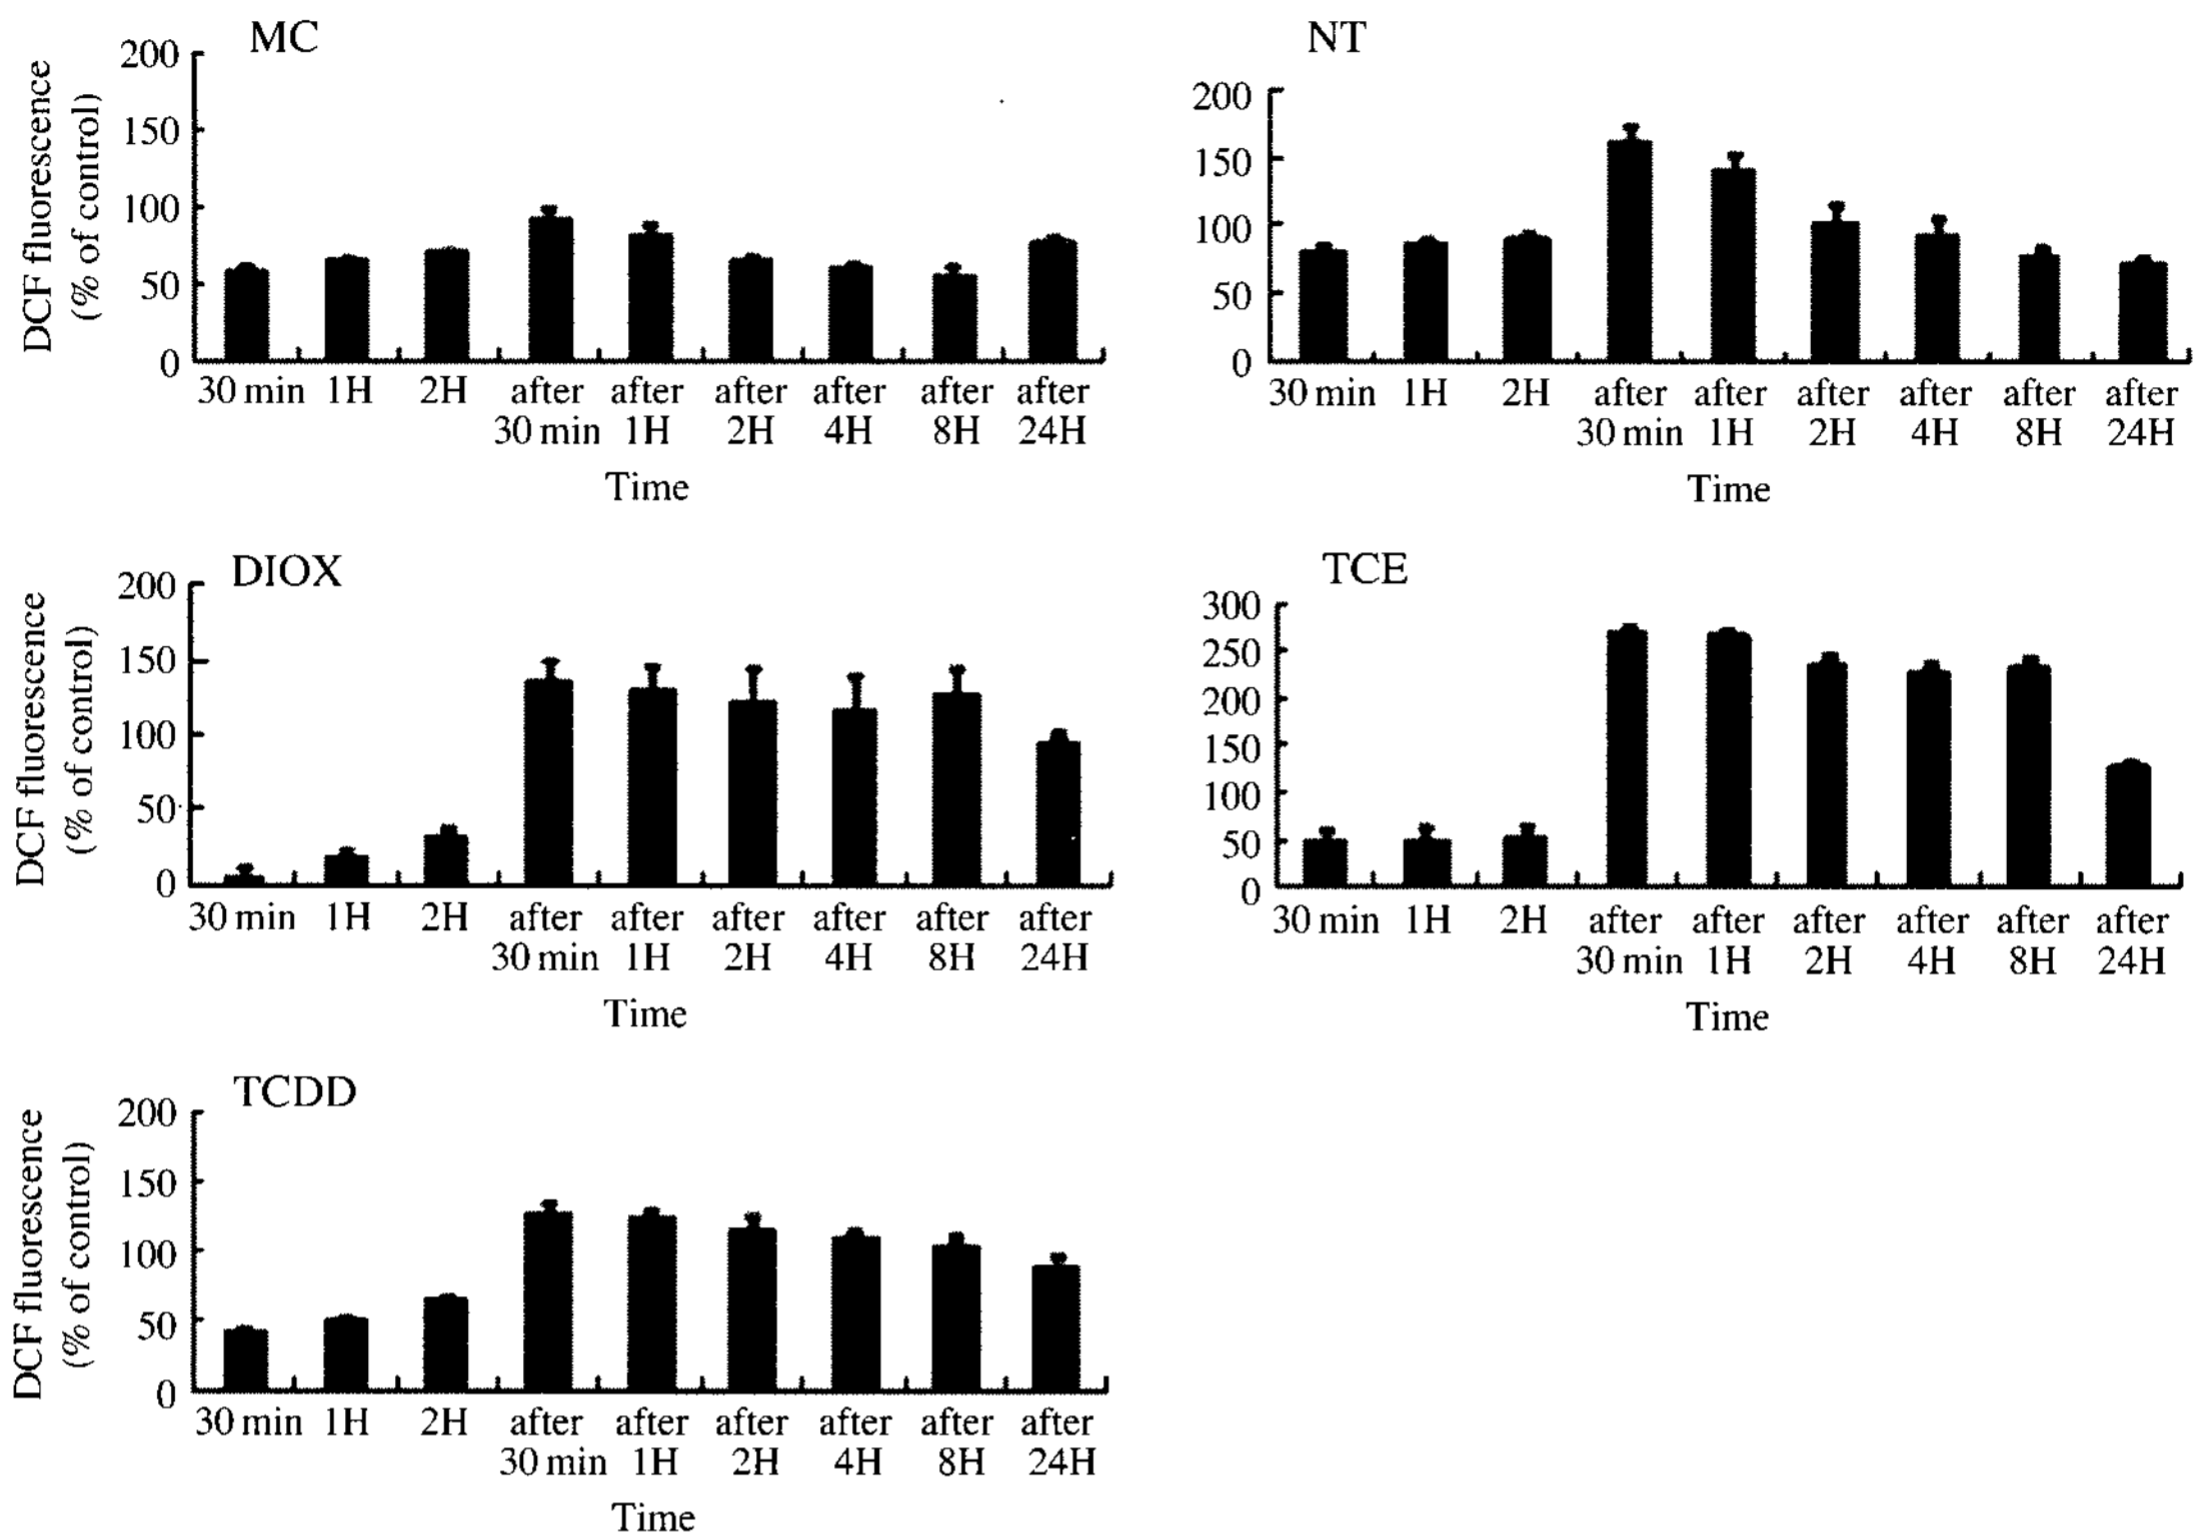 MC
DCF fluorescence
(% of control)
200
150
100
50
0
30 min 1H 2H after after after after after after
30 min 1H 2H 4H 8H 24H
Time
NT
200
150
100
50
0
30 min 1H 2H after after after after after after
30 min 1H 2H 4H 8H 24H
Time
DIOX
DCF fluorescence
(% of control)
200
150
100
50
0
30 min 1H 2H after after after after after after
30 min 1H 2H 4H 8H 24H
Time
TCE
300
250
200
150
100
50
0
30 min 1H 2H after after after after after after
30 min 1H 2H 4H 8H 24H
Time
TCDD
DCF fluorescence
(% of control)
200
150
100
50
0
30 min 1H 2H after after after after after after
30 min 1H 2H 4H 8H 24H
Time